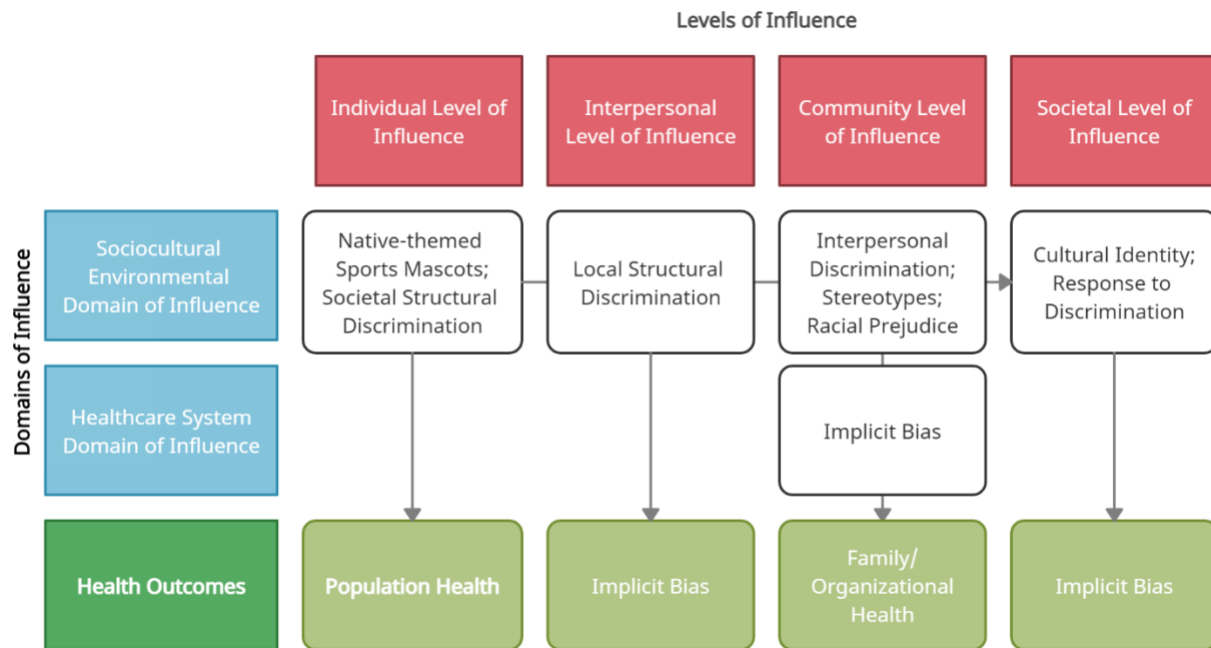 Levels of Influence
Individual Level of
Influence
Interpersonal
Level of Influence
Community Level
of Influence
Societal Level of
Influence
Domains of Influence
Sociocultural
Environmental
Domain of Influence
Native-themed
Sports Mascots;
Societal Structural
Discrimination
Local Structural
Discrimination
Interpersonal
Discrimination;
Stereotypes;
Racial Prejudice
Cultural Identity;
Response to
Discrimination
Healthcare System
Domain of Influence
Implicit Bias
Health Outcomes
Population Health
Implicit Bias
Family/
Organizational
Health
Implicit Bias